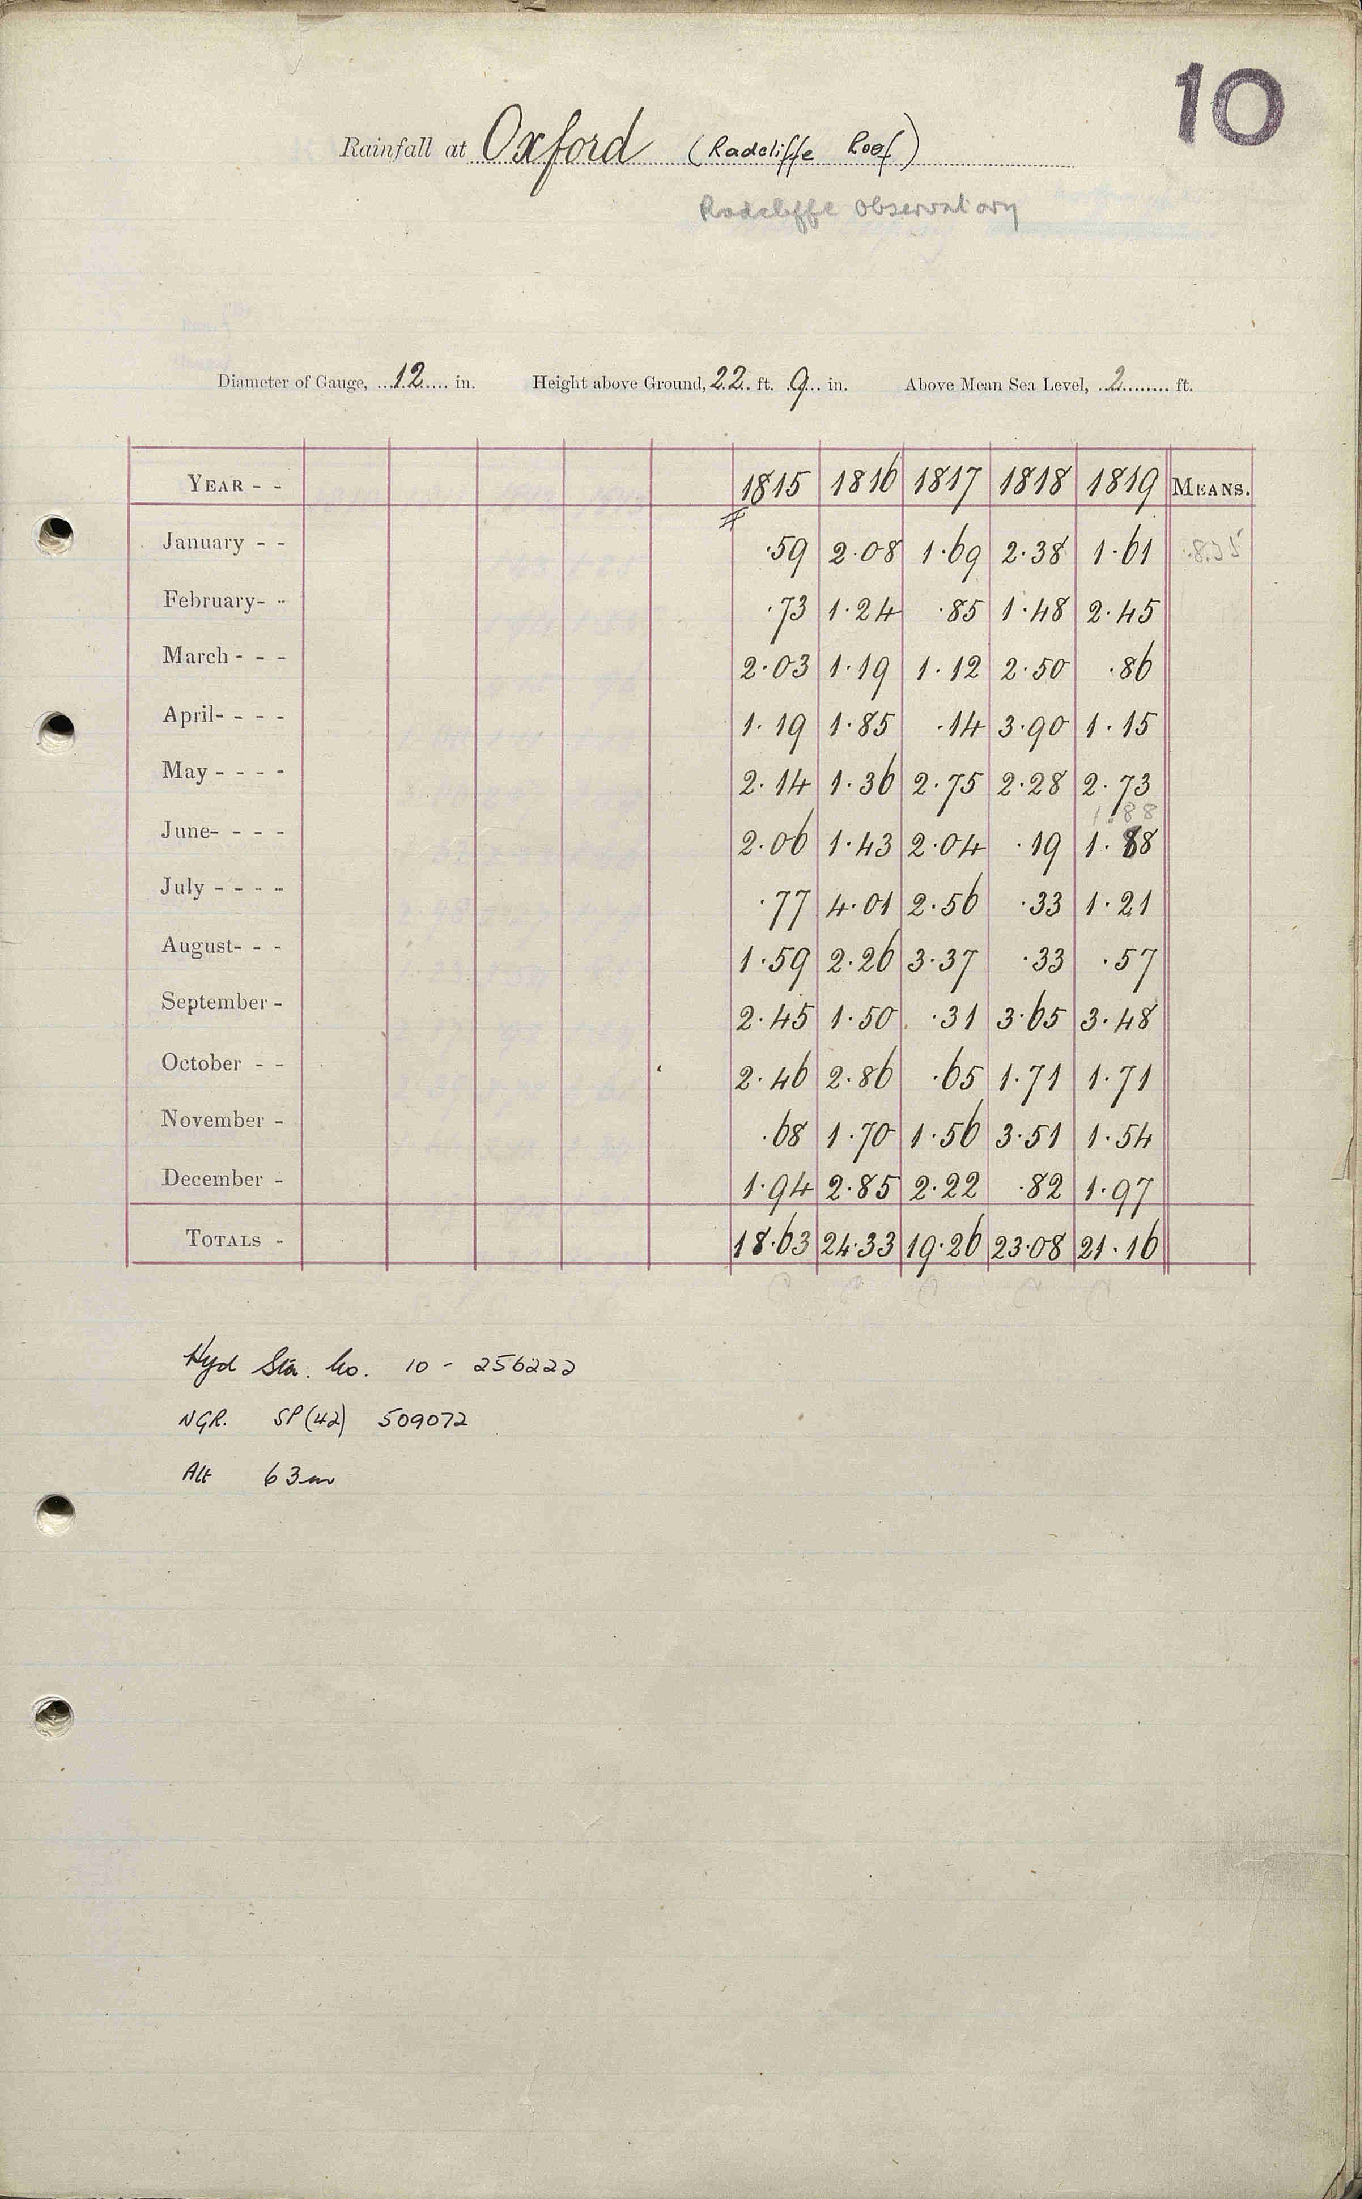 10
Rainfall at Oxford (Radcliffe Roof)
Radcliffe Observatory
Diameter of Gauge, 12 in. Height above Ground, 22 ft. 9 in. Above Mean Sea Level, 2 ft.
YEAR - - 1815 1816 1817 1818 1819 MEANS.
January - - ·59 2·08 1·69 2·38 1·61
February- - ·73 1·24 ·85 1·48 2·45
March - - - 2·03 1·19 1·12 2·50 ·86
April- - - - 1·19 1·85 ·14 3·90 1·15
May - - - - 2·14 1·36 2·75 2·28 2·73
1·88
June- - - - 2·06 1·43 2·04 ·19 1·88
July - - - - ·77 4·01 2·56 ·33 1·21
August- - - 1·59 2·26 3·37 ·33 ·57
September - 2·45 1·50 ·31 3·65 3·48
October - - 2·46 2·86 ·65 1·71 1·71
November - ·68 1·70 1·56 3·51 1·54
December - 1·94 2·85 2·22 ·82 1·97
TOTALS - 18·63 24·33 19·26 23·08 21·16
Hyd Sta. No. 10 - 256222
NGR. SP(42) 509072
Alt 63m